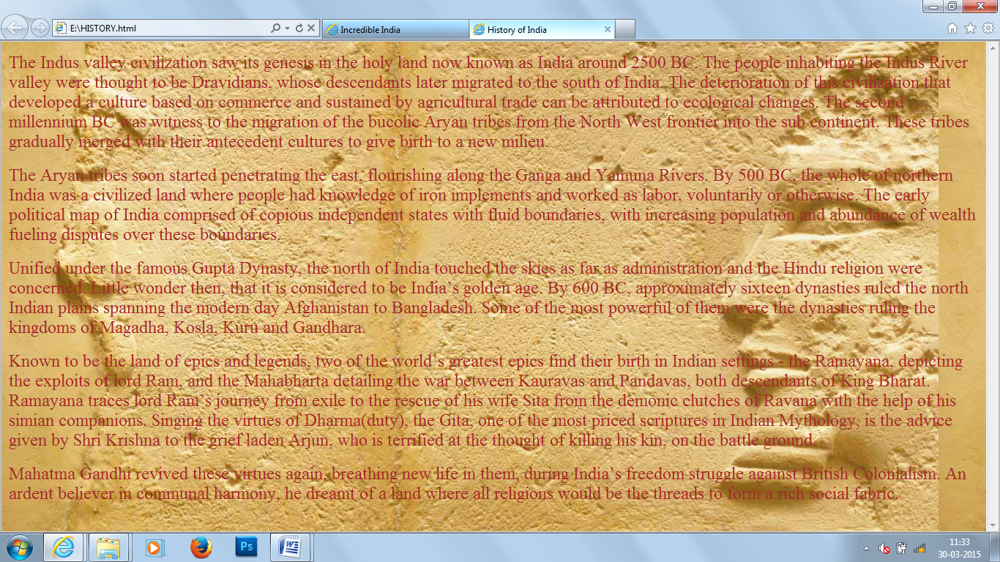 E:\HISTORY.html
Incredible India
History of India
The Indus valley civilization saw its genesis in the holy land now known as India around 2500 BC. The people inhabiting the Indus River
valley were thought to be Dravidians, whose descendants later migrated to the south of India. The deterioration of this civilization that
developed a culture based on commerce and sustained by agricultural trade can be attributed to ecological changes. The second
millennium BC was witness to the migration of the bucolic Aryan tribes from the North West frontier into the sub continent. These tribes
gradually merged with their antecedent cultures to give birth to a new milieu.
The Aryan tribes soon started penetrating the east, flourishing along the Ganga and Yamuna Rivers. By 500 BC, the whole of northern
India was a civilized land where people had knowledge of iron implements and worked as labor, voluntarily or otherwise. The early
political map of India comprised of copious independent states with fluid boundaries, with increasing population and abundance of wealth
fueling disputes over these boundaries.
Unified under the famous Gupta Dynasty, the north of India touched the skies as far as administration and the Hindu religion were
concerned. Little wonder then, that it is considered to be India’s golden age. By 600 BC, approximately sixteen dynasties ruled the north
Indian plains spanning the modern day Afghanistan to Bangladesh. Some of the most powerful of them were the dynasties ruling the
kingdoms of Magadha, Kosla, Kuru and Gandhara.
Known to be the land of epics and legends, two of the world’s greatest epics find their birth in Indian settings - the Ramayana, depicting
the exploits of lord Ram, and the Mahabharta detailing the war between Kauravas and Pandavas, both descendants of King Bharat.
Ramayana traces lord Ram’s journey from exile to the rescue of his wife Sita from the demonic clutches of Ravana with the help of his
simian companions. Singing the virtues of Dharma(duty), the Gita, one of the most priced scriptures in Indian Mythology, is the advice
given by Shri Krishna to the grief laden Arjun, who is terrified at the thought of killing his kin, on the battle ground.
Mahatma Gandhi revived these virtues again, breathing new life in them, during India’s freedom struggle against British Colonialism. An
ardent believer in communal harmony, he dreamt of a land where all religions would be the threads to form a rich social fabric.
Ps
W
11:33
30-03-2015